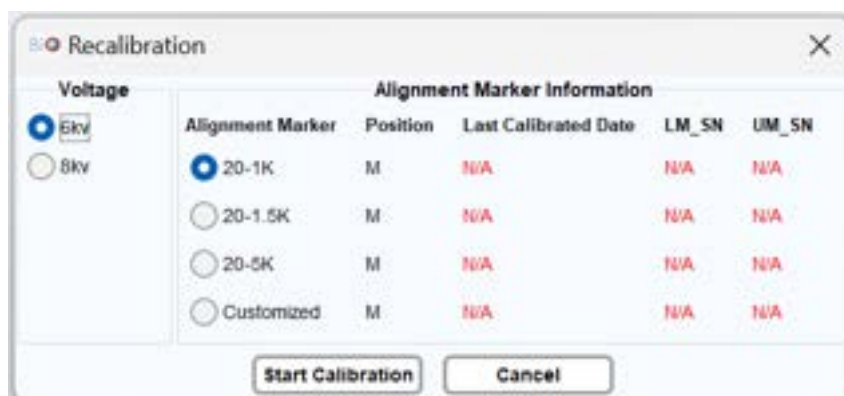 Recalibration
Voltage
Alignment Marker Information
6kv
8kv
Alignment Marker Position Last Calibrated Date LM_SN UM_SN
20-1K M N/A N/A N/A
20-1.5K M N/A N/A N/A
20-5K M N/A N/A N/A
Customized M N/A N/A N/A
Start Calibration Cancel